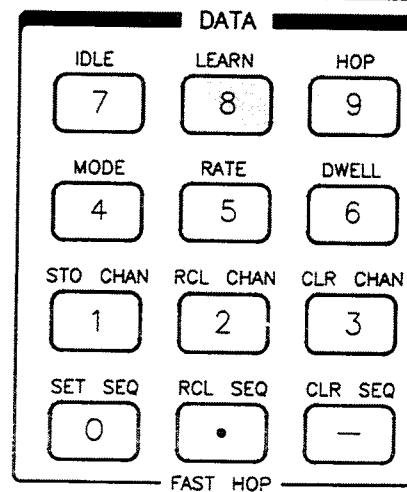 DATA
IDLE LEARN HOP
7 8 9
MODE RATE DWELL
4 5 6
STO CHAN RCL CHAN CLR CHAN
1 2 3
SET SEQ RCL SEQ CLR SEQ
0 • —
FAST HOP